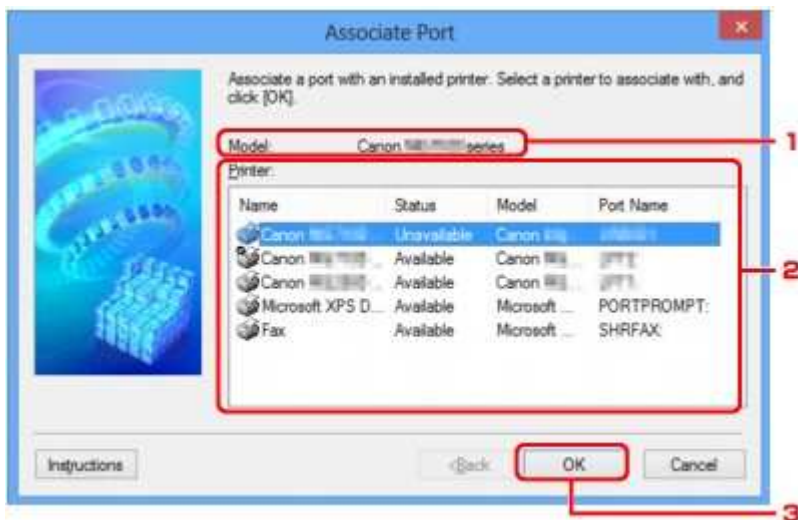 Associate Port
Associate a port with an installed printer. Select a printer to associate with, and
click [OK].
Model: Canon series 1
Printer:
Name Status Model Port Name
Canon Unavailable Canon
Canon ... Available Canon ...
Canon ... Available Canon ...
Microsoft XPS D... Available Microsoft ... PORTPROMPT:
Fax Available Microsoft ... SHRFAX:
2
Instructions <Back OK Cancel
3